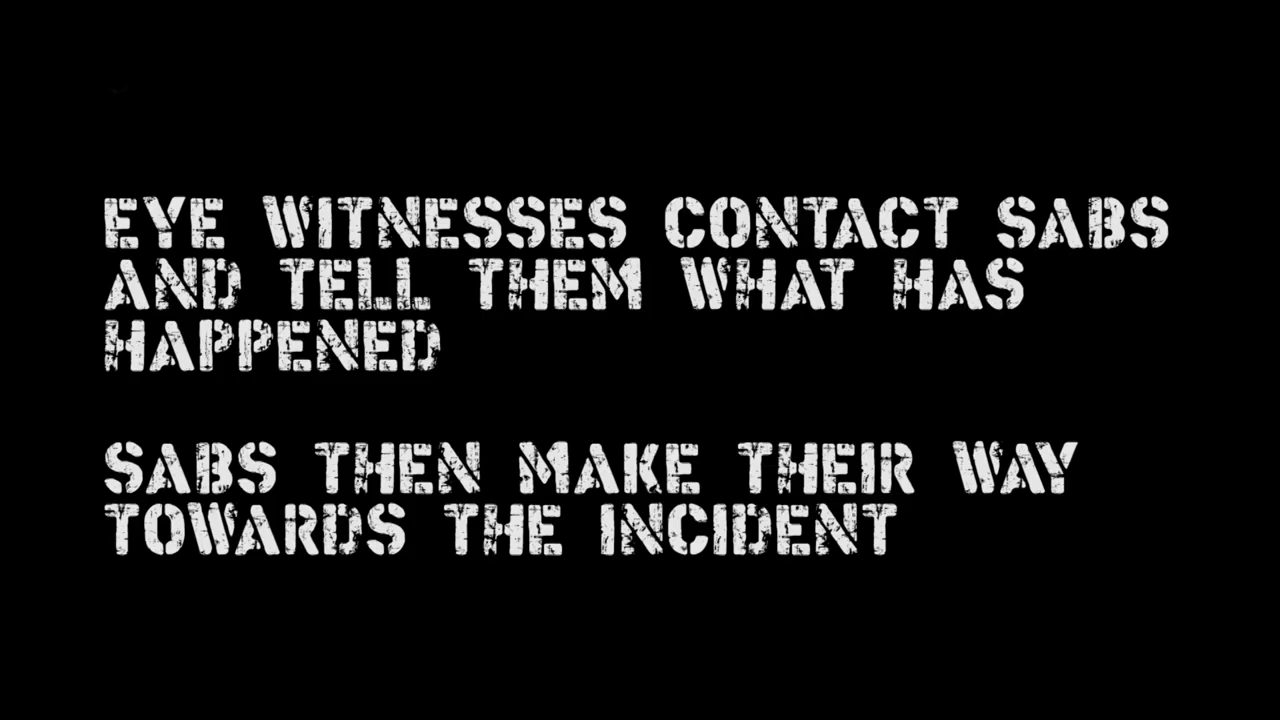 EYE WITNESSES CONTACT SABS
AND TELL THEM WHAT HAS
HAPPENED
SABS THEN MAKE THEIR WAY
TOWARDS THE INCIDENT